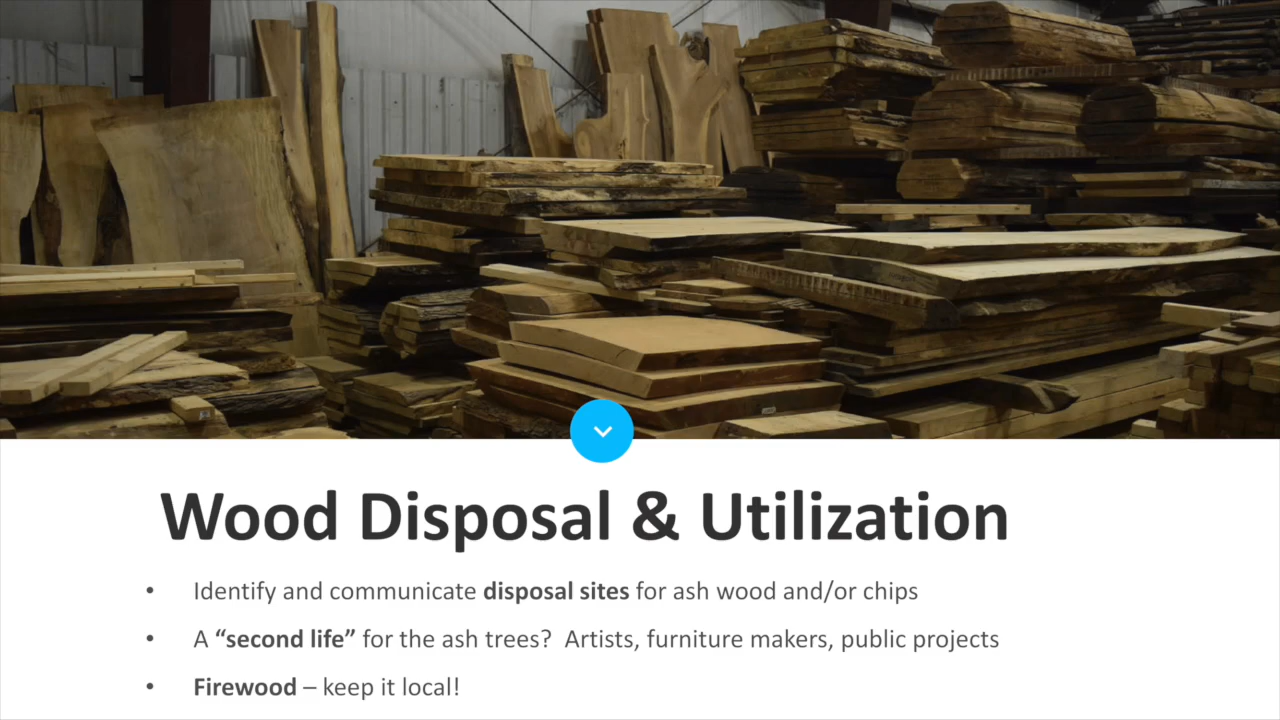 Wood Disposal & Utilization
• Identify and communicate disposal sites for ash wood and/or chips
• A “second life” for the ash trees?  Artists, furniture makers, public projects
• Firewood – keep it local!